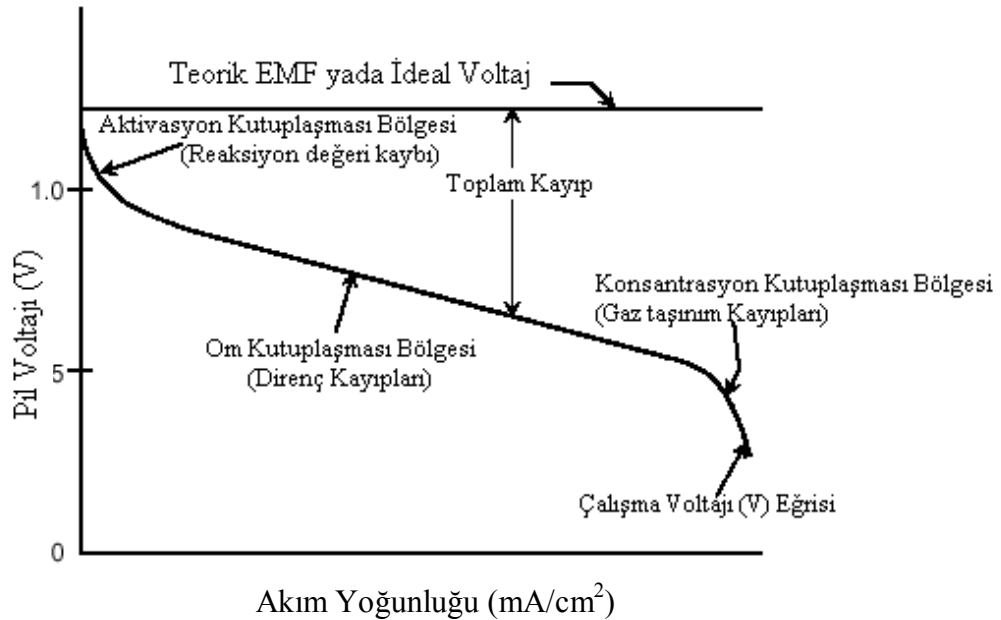 Teorik EMF yada İdeal Voltaj
Aktivasyon Kutuplaşması Bölgesi
(Reaksiyon değeri kaybı)
1.0
Toplam Kayıp
Konsantrasyon Kutuplaşması Bölgesi
(Gaz taşınım Kayıpları)
Om Kutuplaşması Bölgesi
(Direnç Kayıpları)
5
Pil Voltajı (V)
Çalışma Voltajı (V) Eğrisi
0
Akım Yoğunluğu (mA/cm²)